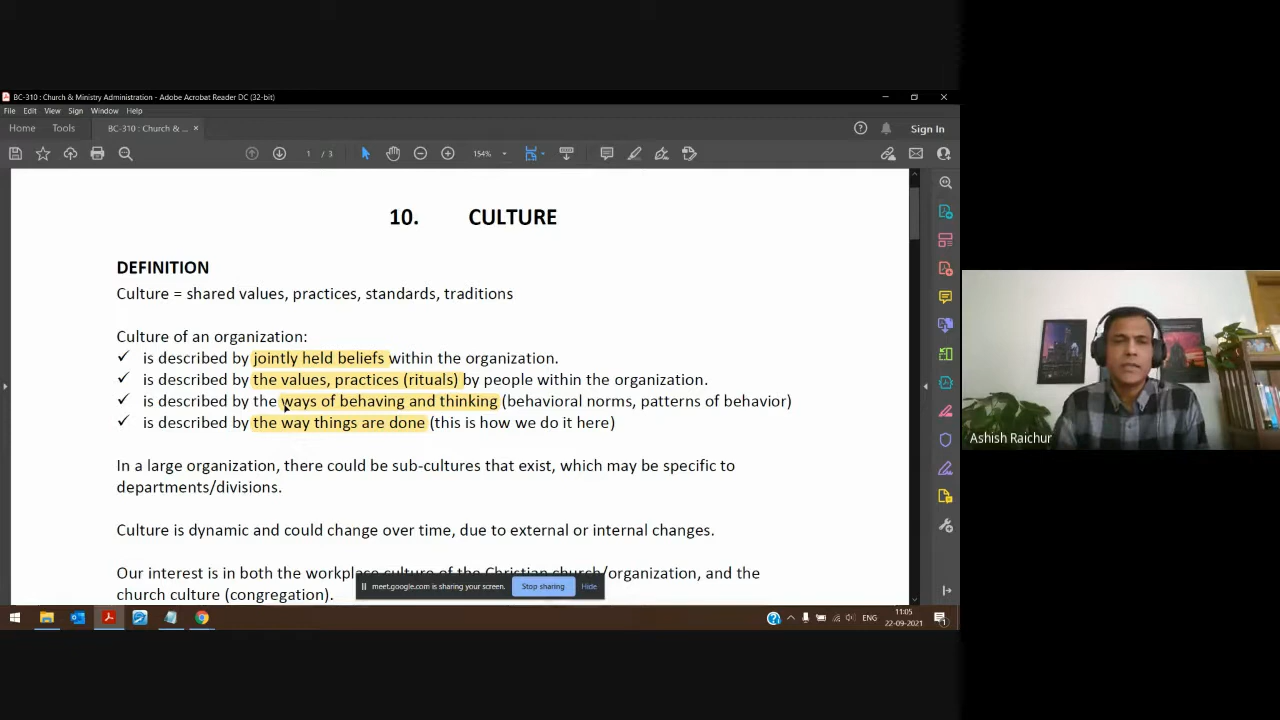 BC-310 : Church & Ministry Administration - Adobe Acrobat Reader DC (32-bit)
File Edit View Sign Window Help
Home Tools BC-310 : Church & ... × Sign In
1 / 3 154%
10. CULTURE
DEFINITION
Culture = shared values, practices, standards, traditions
Culture of an organization:
✓ is described by jointly held beliefs within the organization.
✓ is described by the values, practices (rituals) by people within the organization.
✓ is described by the ways of behaving and thinking (behavioral norms, patterns of behavior)
✓ is described by the way things are done (this is how we do it here)
In a large organization, there could be sub-cultures that exist, which may be specific to
departments/divisions.
Culture is dynamic and could change over time, due to external or internal changes.
Our interest is in both the workplace culture of the Christian church/organization, and the
church culture (congregation).
meet.google.com is sharing your screen. Stop sharing Hide
Ashish Raichur
ENG
11:05
22-09-2021